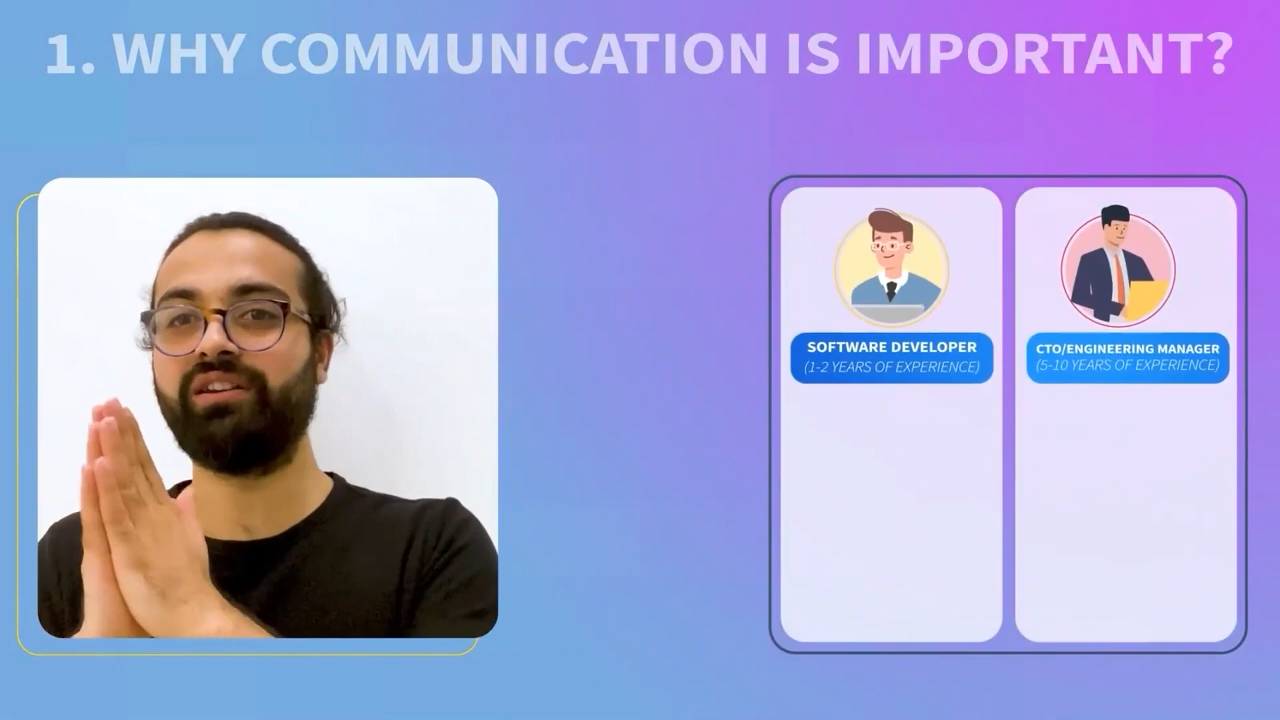 1. WHY COMMUNICATION IS IMPORTANT?
SOFTWARE DEVELOPER
(1-2 YEARS OF EXPERIENCE)
CTO/ENGINEERING MANAGER
(5-10 YEARS OF EXPERIENCE)